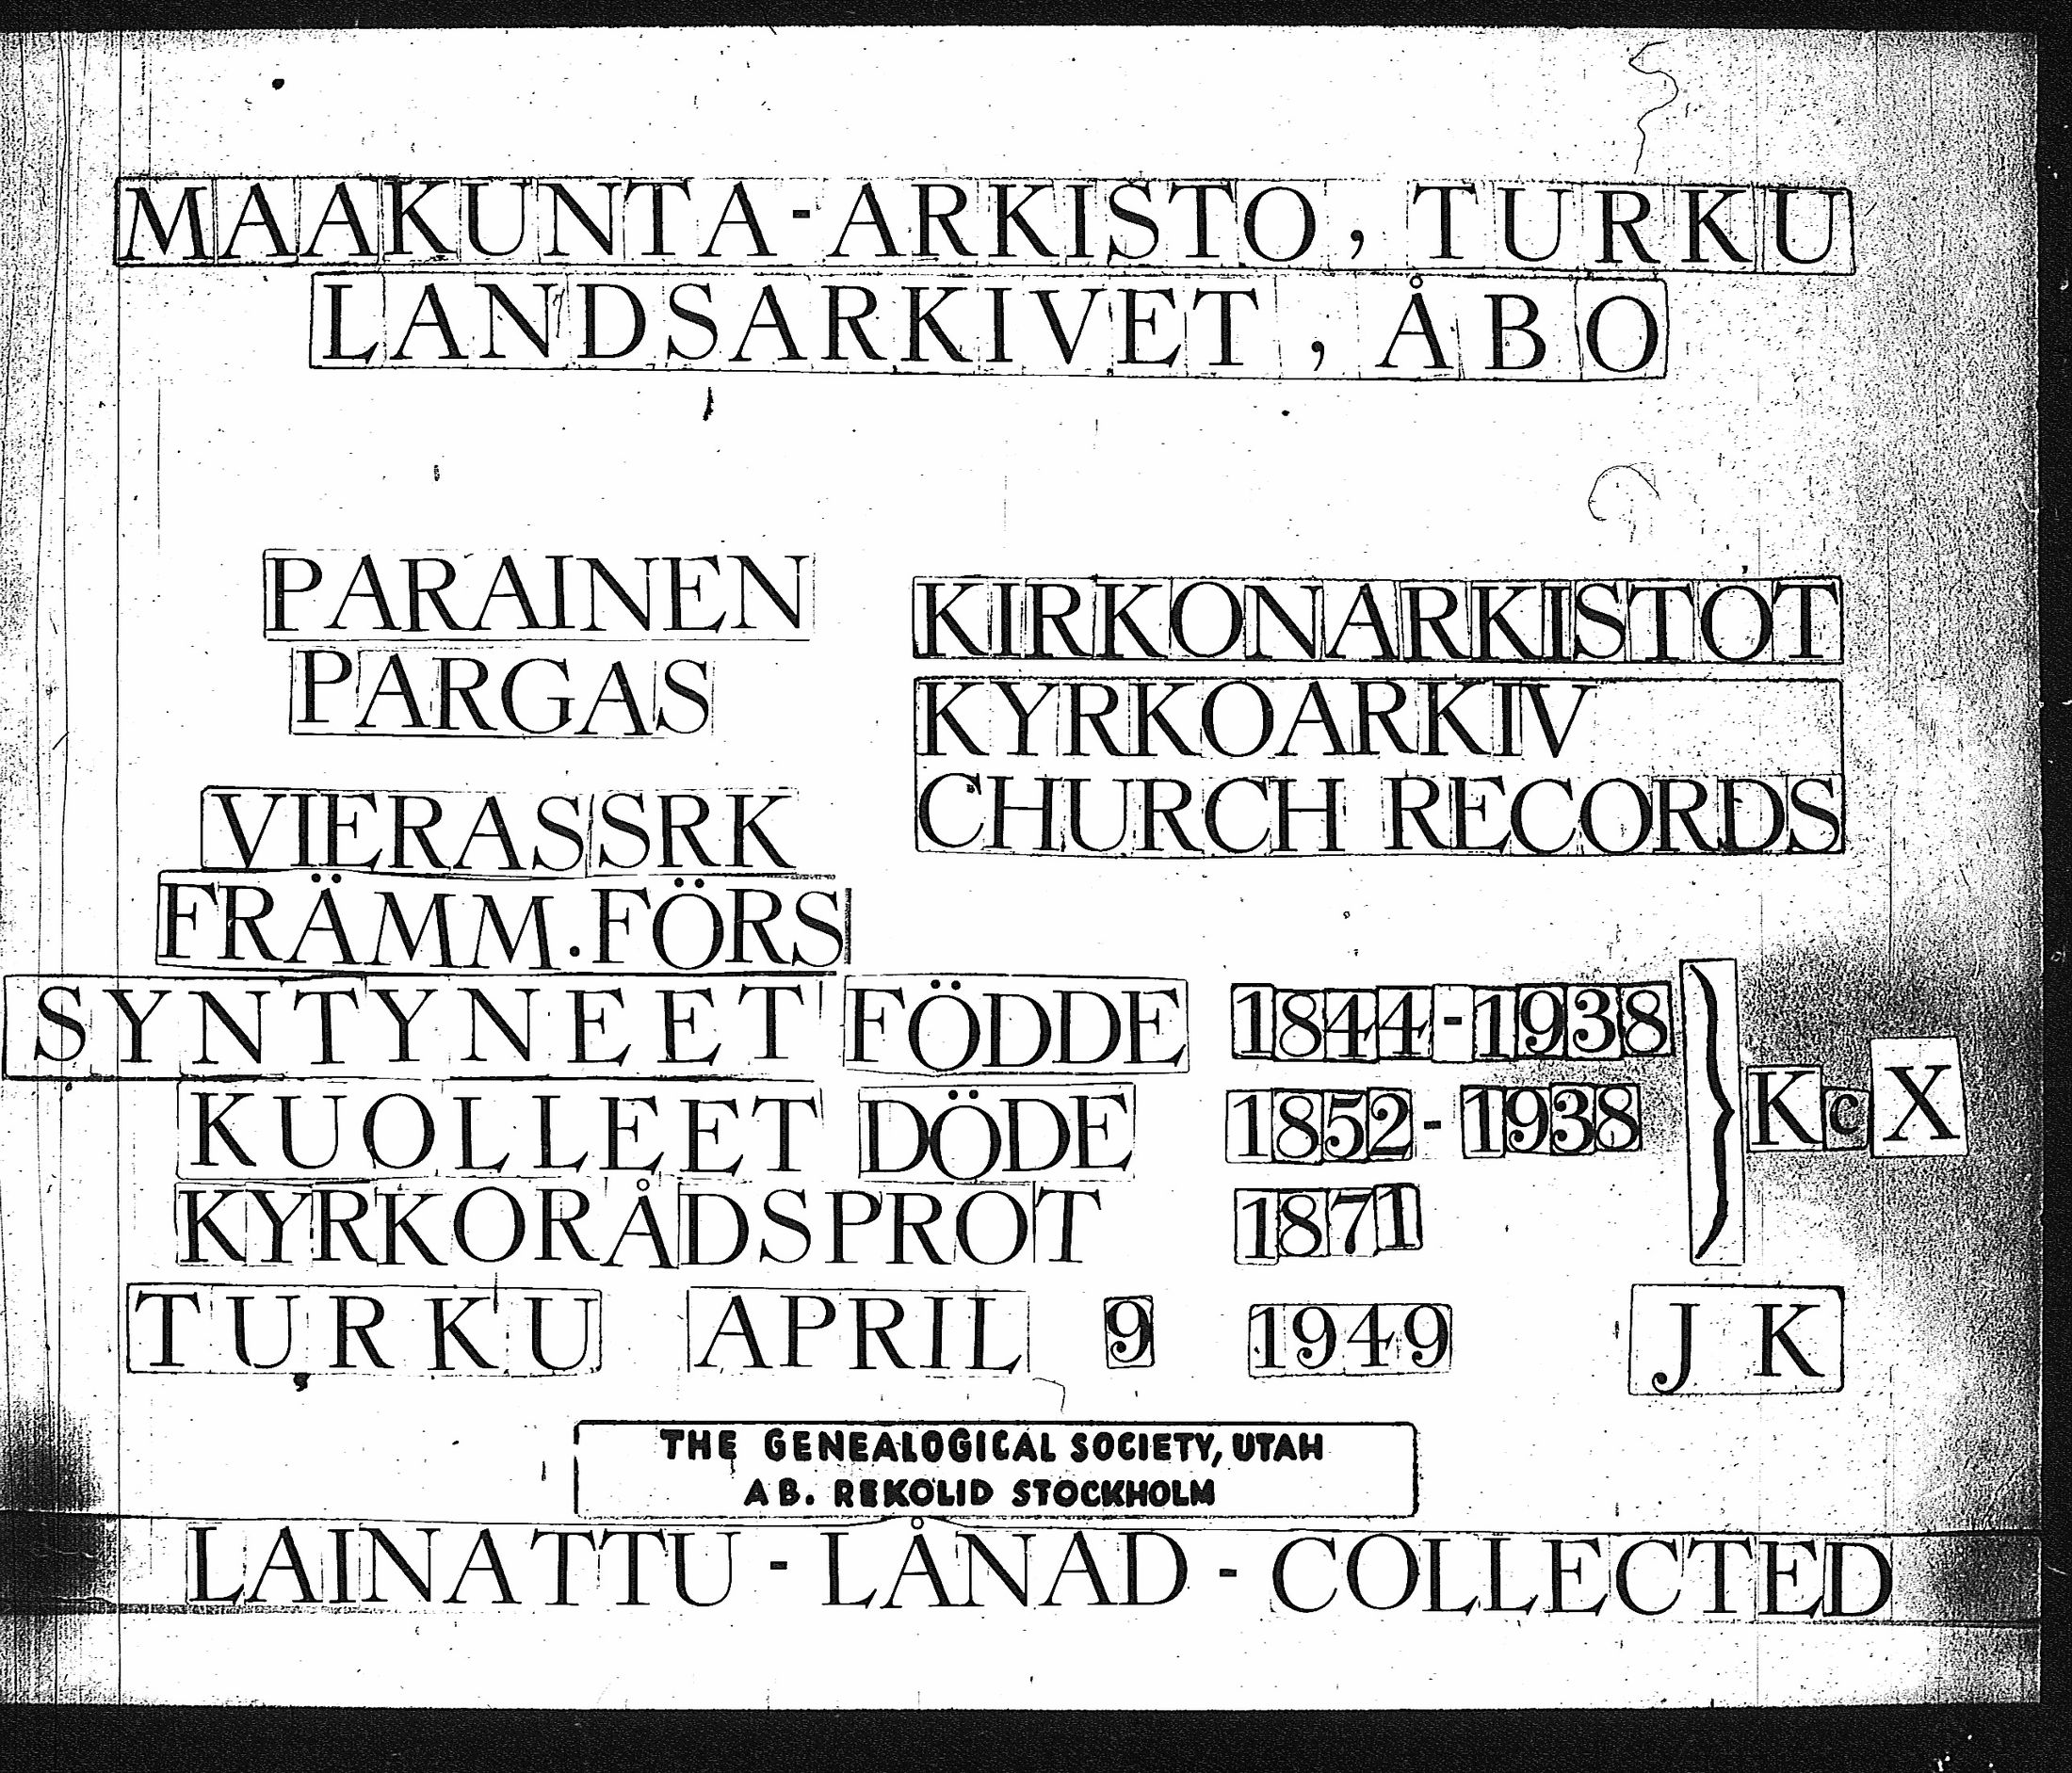 MAAKUNTA-ARKISTO, TURKU
LANDSARKIVET, ÅBO
PARAINEN
PARGAS
KIRKONARKISTOT
KYRKOARKIV
CHURCH RECORDS
VIERASSRK
FRÄMM.FÖRS
SYNTYNEET FÖDDE 1844-1938
KUOLLEET DÖDE 1852-1938 } KcX
KYRKORÅDSPROT 1871
TURKU APRIL 9 1949 J K
THE GENEALOGICAL SOCIETY, UTAH
AB. REKOLID STOCKHOLM
LAINATTU - LÅNAD - COLLECTED